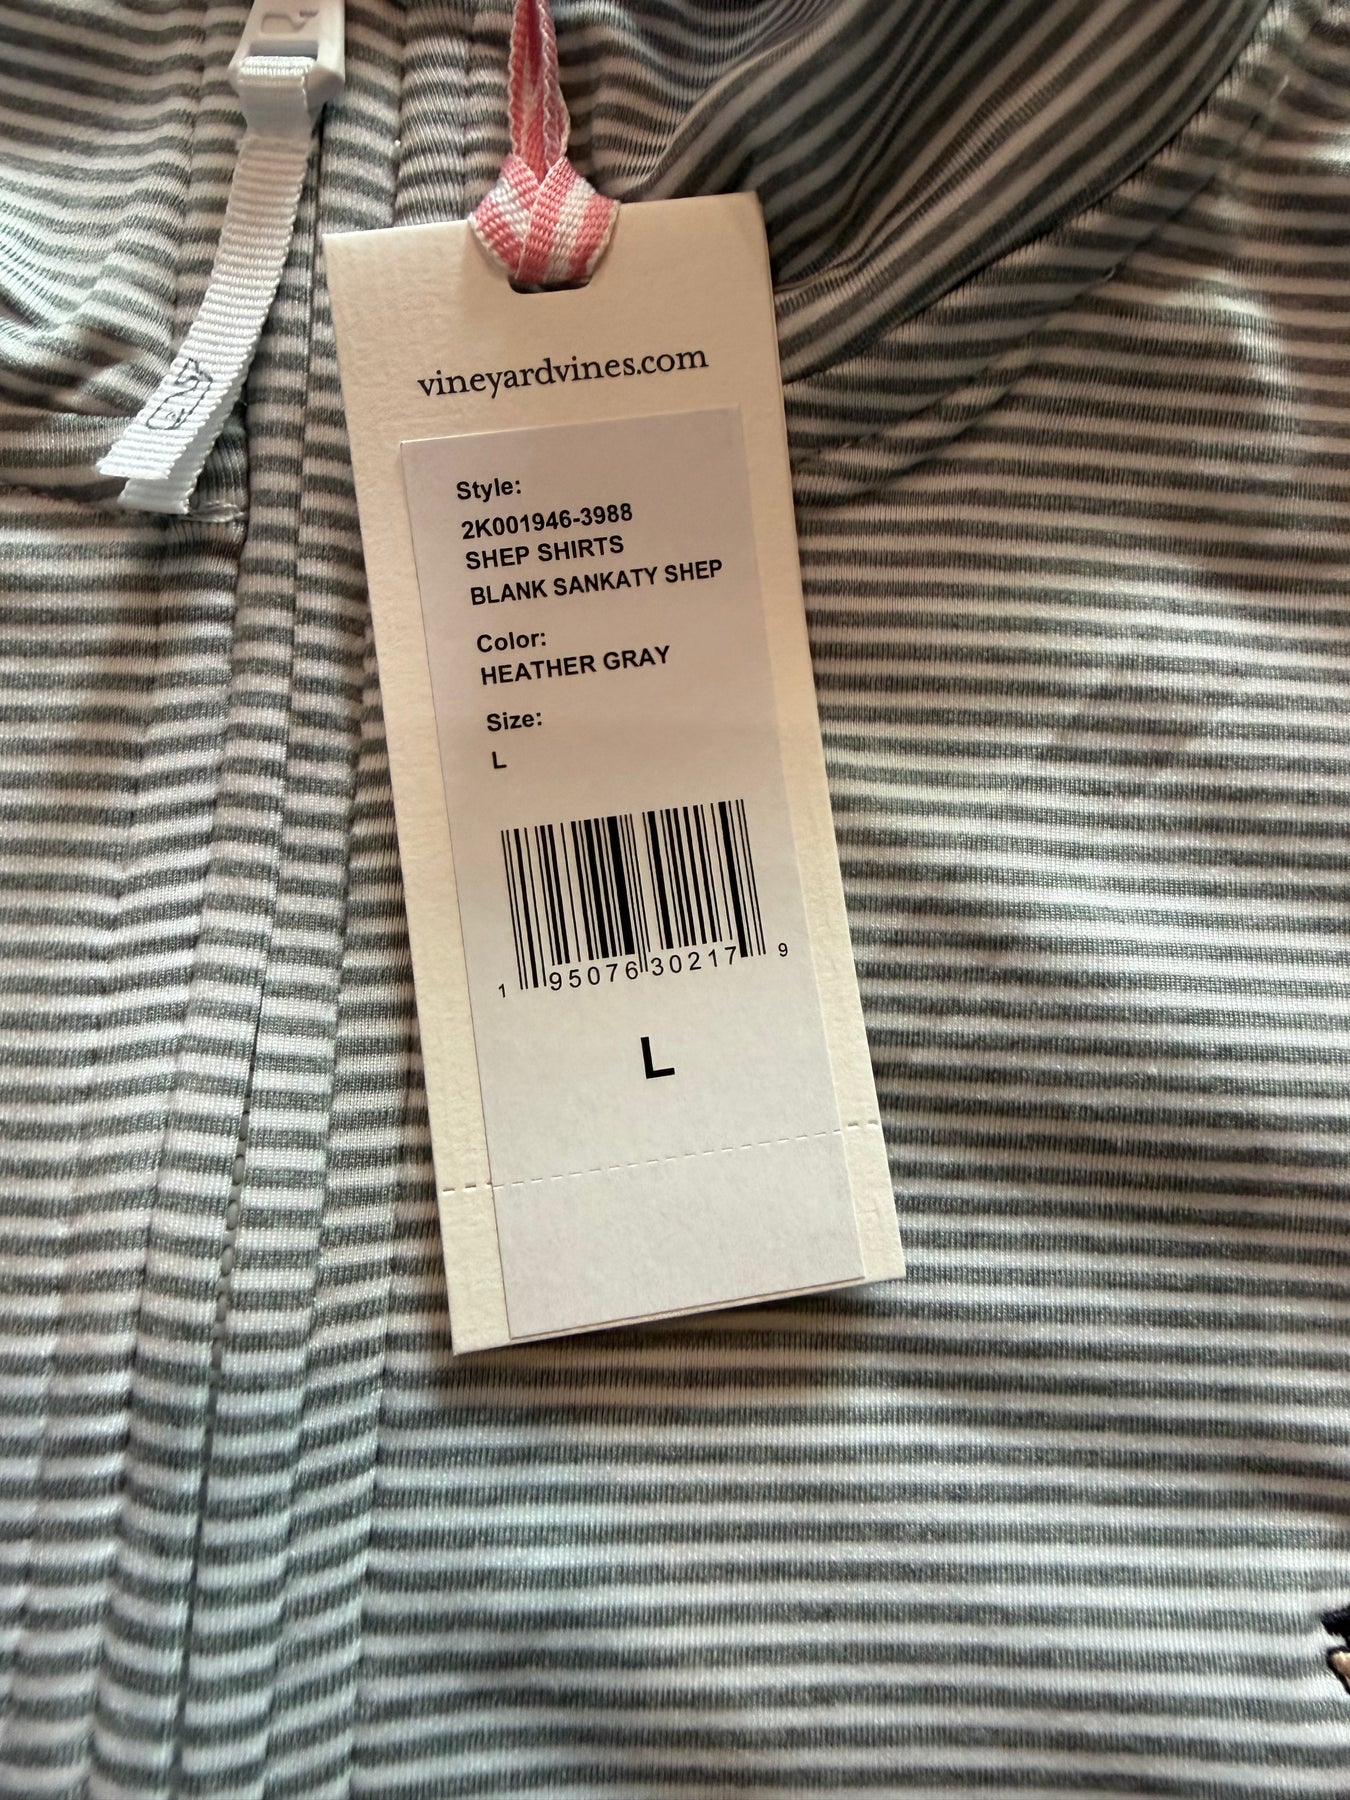 vineyardvines.com
Style:
2K001946-3988
SHEP SHIRTS
BLANK SANKATY SHEP
Color:
HEATHER GRAY
Size:
L
1 95076 30217 9
L